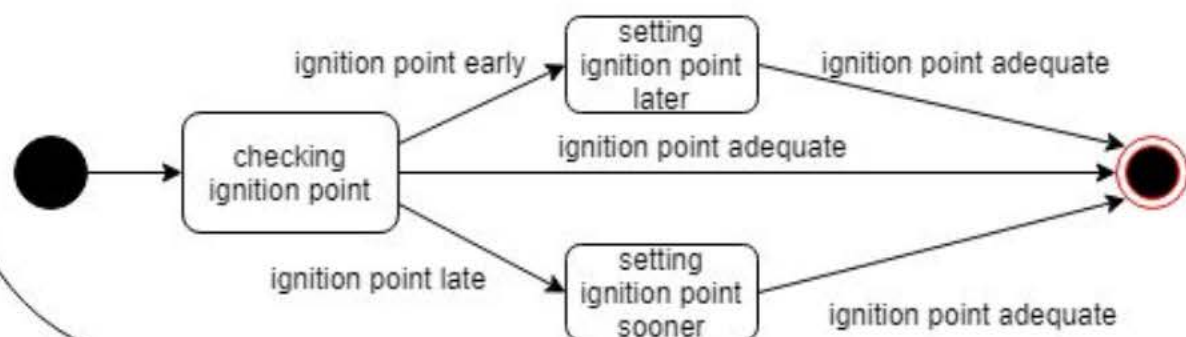 setting
ignition point
later
ignition point early
ignition point adequate
checking
ignition point
ignition point adequate
ignition point late
setting
ignition point
sooner
ignition point adequate